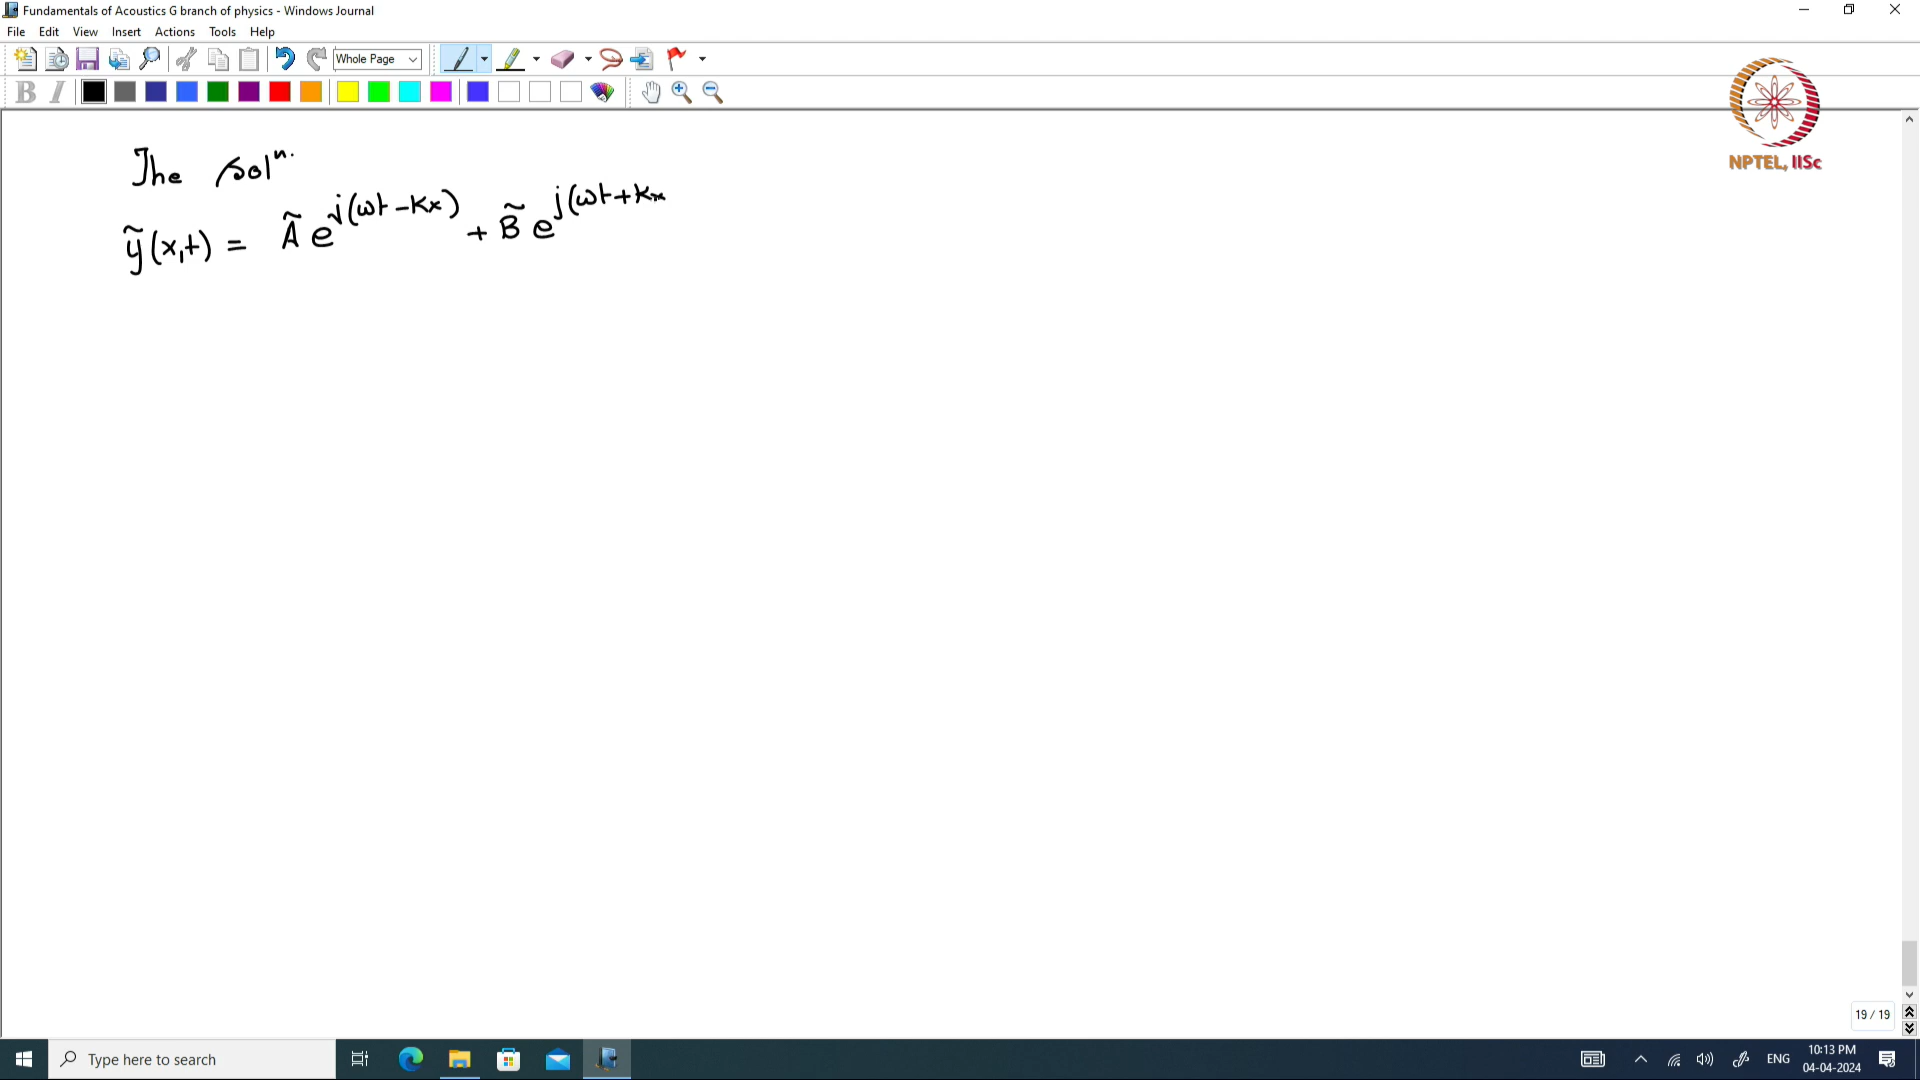 Fundamentals of Acoustics G branch of physics - Windows Journal
File Edit View Insert Actions Tools Help
Whole Page
B I
NPTEL, IISc
The solⁿ.
ỹ(x,t) = Ã e^{j(ωt-kx)} + B̃ e^{j(ωt+kx
19 / 19
Type here to search
ENG
10:13 PM
04-04-2024